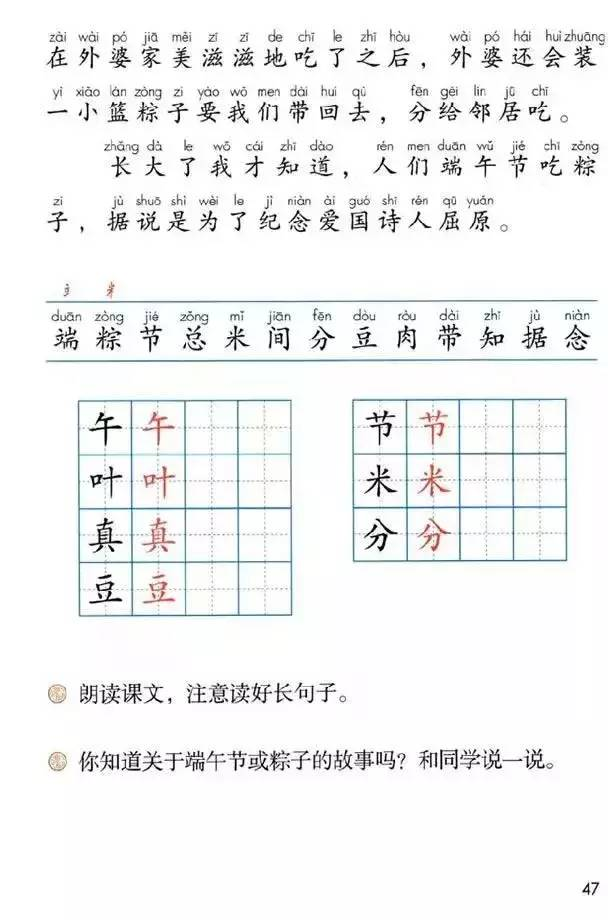 zài wài pó jiā měi zī zī de chī le zhī hòu wài pó hái huì zhuāng
在外婆家美滋滋地吃了之后，外婆还会装
yì xiǎo lán zòng zi yào wǒ men dài huí qù fēn gěi lín jū chī
一小篮粽子要我们带回去，分给邻居吃。
zhǎng dà le wǒ cái zhī dào rén men duān wǔ jié chī zòng
长大了我才知道，人们端午节吃粽
zi jù shuō shì wèi le jì niàn ài guó shī rén qū yuán
子，据说是为了纪念爱国诗人屈原。
立 米
duān zòng jié zǒng mǐ jiān fēn dòu ròu dài zhī jù niàn
端 粽 节 总 米 间 分 豆 肉 带 知 据 念
午 午 节 节
叶 叶 米 米
真 真 分 分
豆 豆
朗读课文，注意读好长句子。
你知道关于端午节或粽子的故事吗？和同学说一说。
47